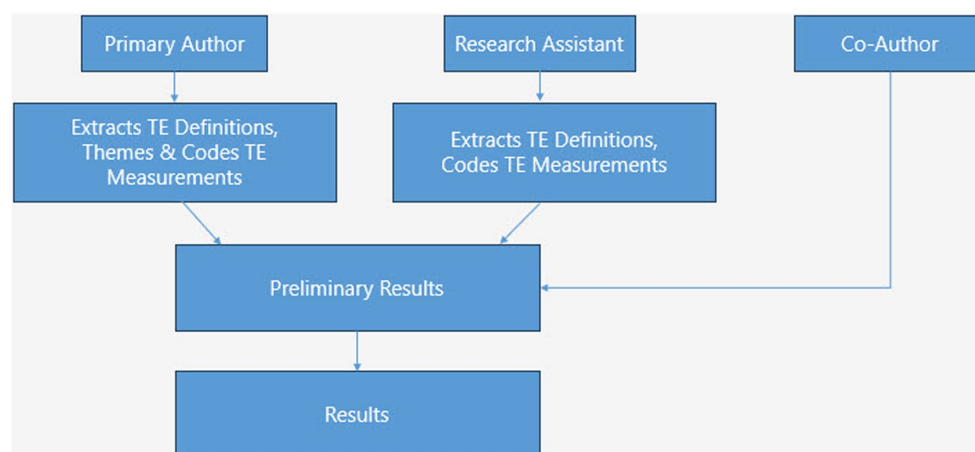 Primary Author
Research Assistant
Co-Author
Extracts TE Definitions,
Themes & Codes TE
Measurements
Extracts TE Definitions,
Codes TE Measurements
Preliminary Results
Results